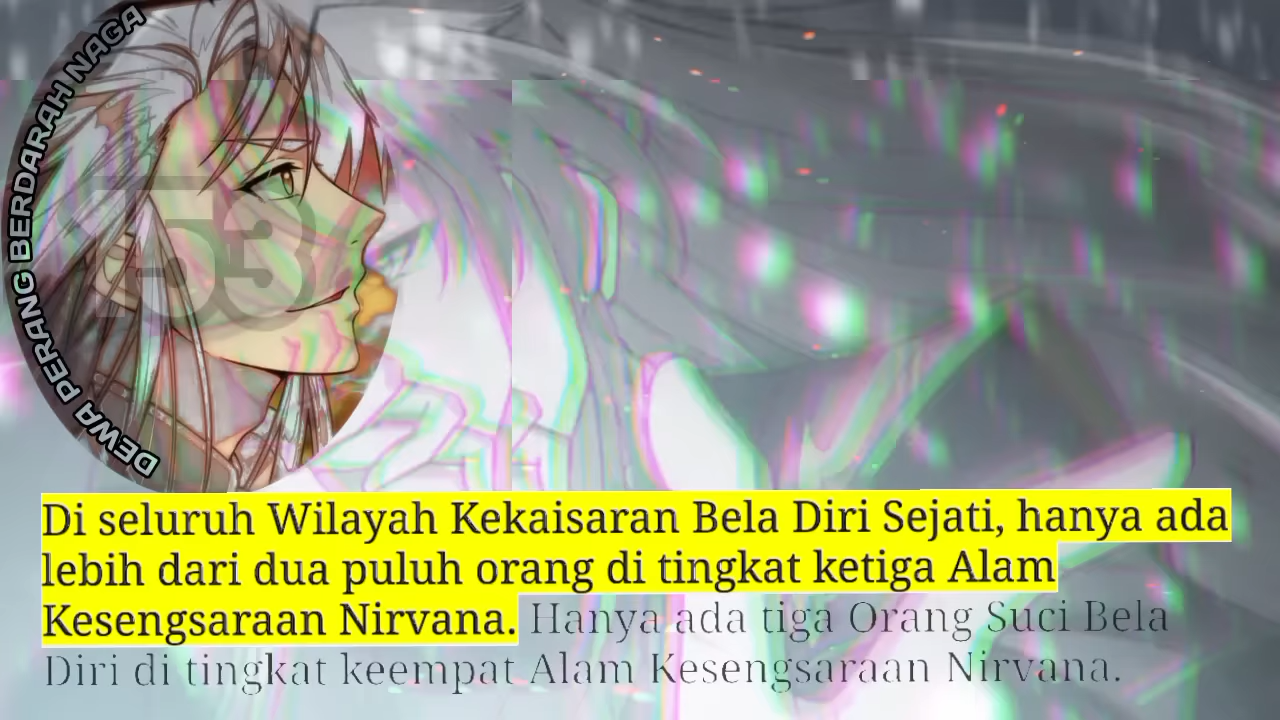 DEWA PERANG BERDARAH NAGA
153
Di seluruh Wilayah Kekaisaran Bela Diri Sejati, hanya ada
lebih dari dua puluh orang di tingkat ketiga Alam
Kesengsaraan Nirvana. Hanya ada tiga Orang Suci Bela
Diri di tingkat keempat Alam Kesengsaraan Nirvana.